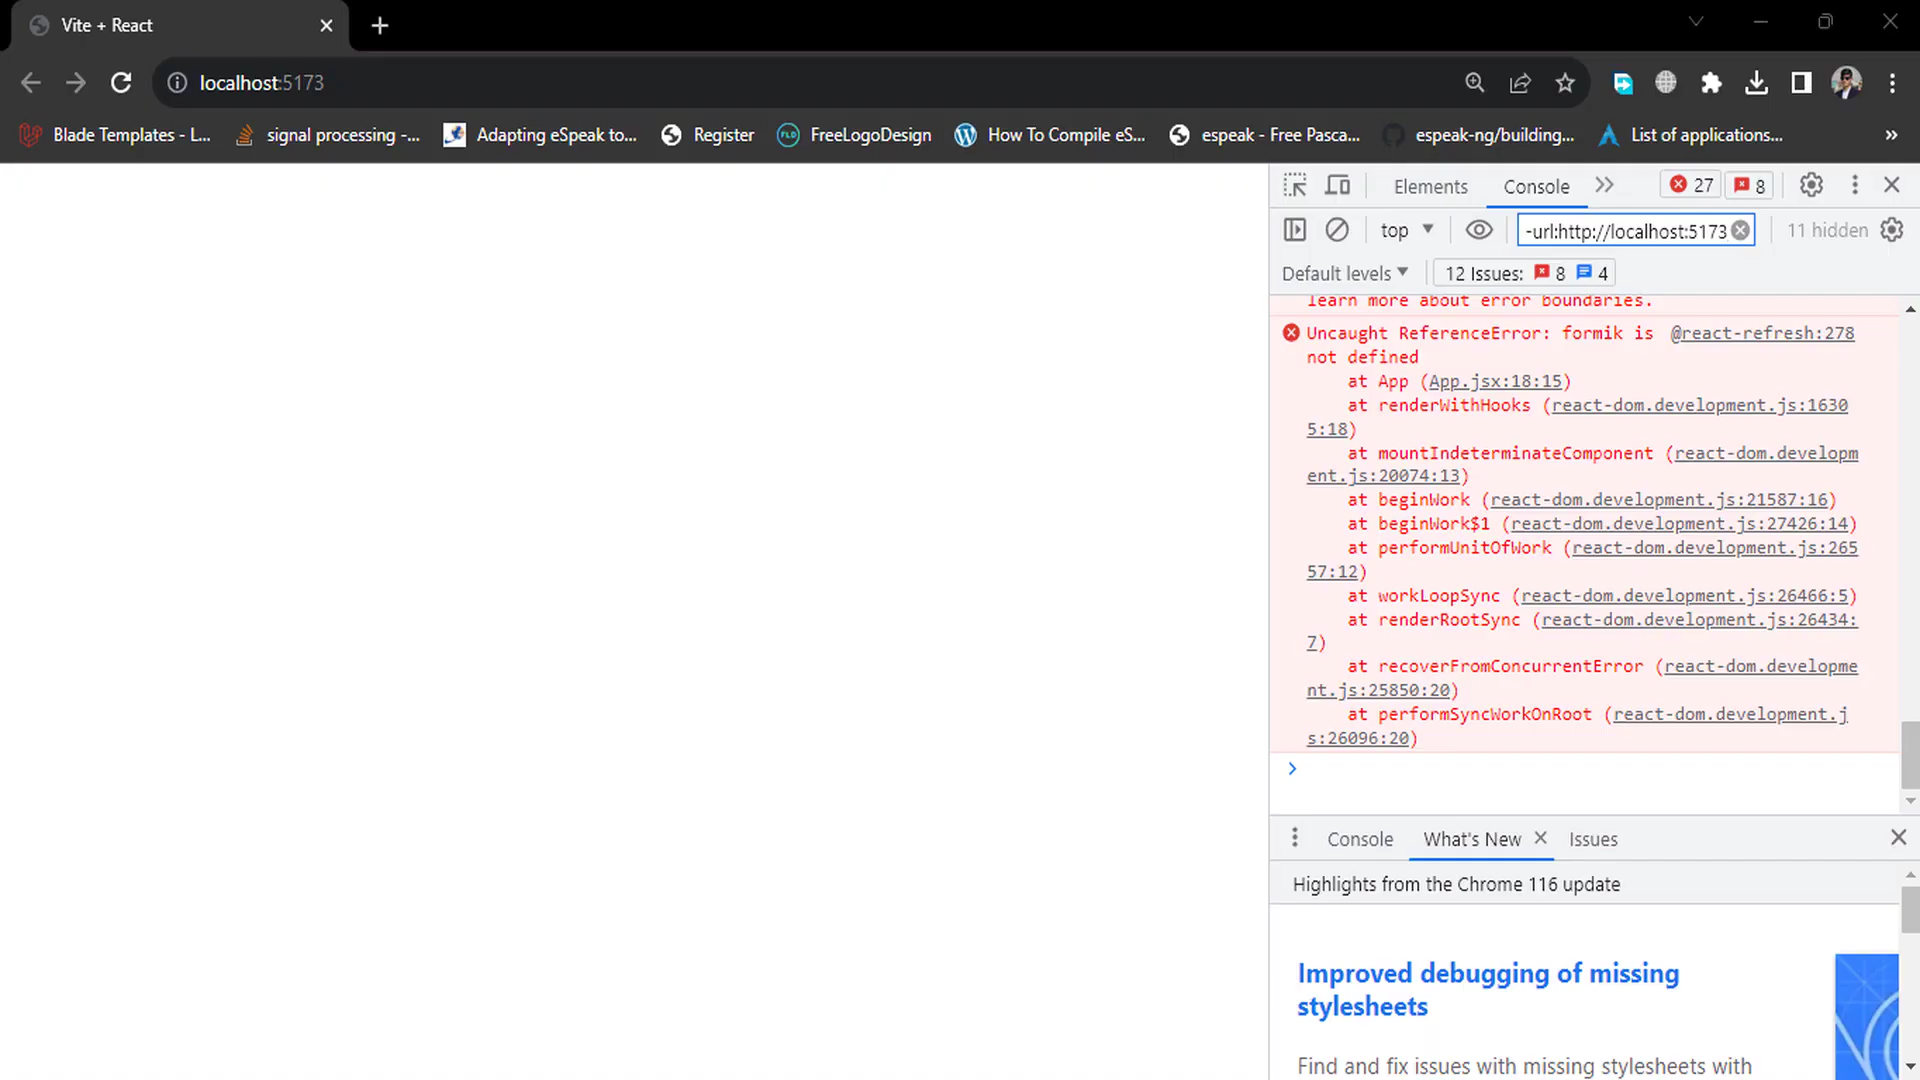 Vite + React
localhost:5173
Blade Templates - L...
signal processing -...
Adapting eSpeak to...
Register
FLD
FreeLogoDesign
How To Compile eS...
espeak - Free Pasca...
espeak-ng/building...
List of applications...
»
Elements
Console
27
8
top
-url:http://localhost:5173
11 hidden
Default levels
12 Issues:
8
4
learn more about error boundaries.
Uncaught ReferenceError: formik is @react-refresh:278
not defined
at App (App.jsx:18:15)
at renderWithHooks (react-dom.development.js:1630
5:18)
at mountIndeterminateComponent (react-dom.developm
ent.js:20074:13)
at beginWork (react-dom.development.js:21587:16)
at beginWork$1 (react-dom.development.js:27426:14)
at performUnitOfWork (react-dom.development.js:265
57:12)
at workLoopSync (react-dom.development.js:26466:5)
at renderRootSync (react-dom.development.js:26434:
7)
at recoverFromConcurrentError (react-dom.developme
nt.js:25850:20)
at performSyncWorkOnRoot (react-dom.development.j
s:26096:20)
Console
What's New
Issues
Highlights from the Chrome 116 update
Improved debugging of missing
stylesheets
Find and fix issues with missing stylesheets with